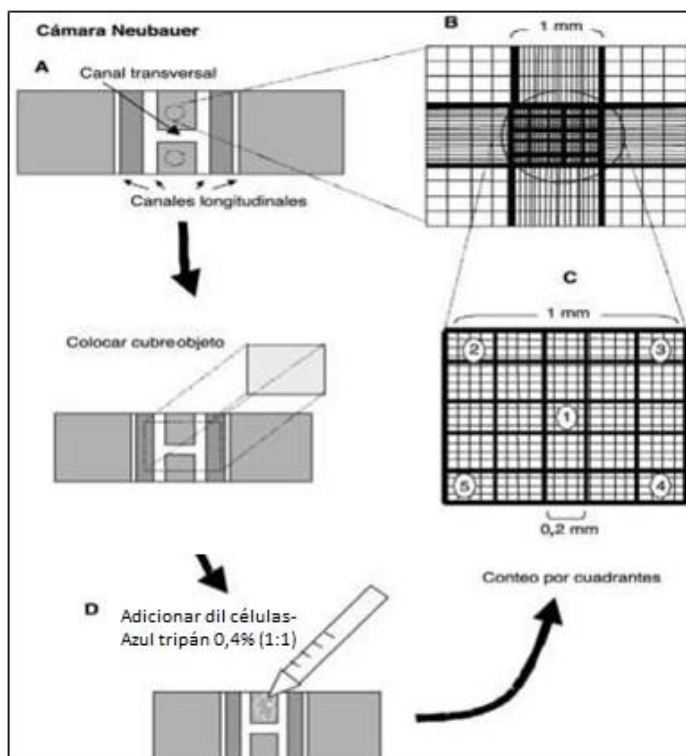 Cámara Neubauer
A
Canal transversal
Canales longitudinales
B
1 mm
C
1 mm
2
3
1
5
4
0,2 mm
Colocar cubreobjeto
Conteo por cuadrantes
D
Adicionar dil células-
Azul tripán 0,4% (1:1)